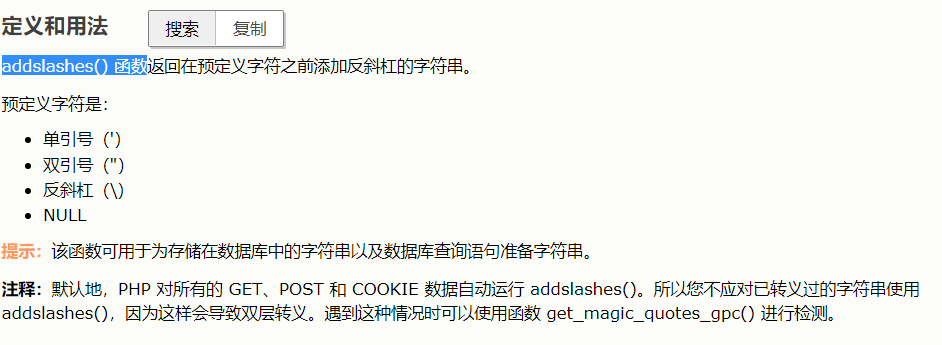 定义和用法
搜索 复制
addslashes() 函数返回在预定义字符之前添加反斜杠的字符串。
预定义字符是：
单引号（'）
双引号（"）
反斜杠（\）
NULL
提示：该函数可用于为存储在数据库中的字符串以及数据库查询语句准备字符串。
注释：默认地，PHP 对所有的 GET、POST 和 COOKIE 数据自动运行 addslashes()。所以您不应对已转义过的字符串使用
addslashes()，因为这样会导致双层转义。遇到这种情况时可以使用函数 get_magic_quotes_gpc() 进行检测。